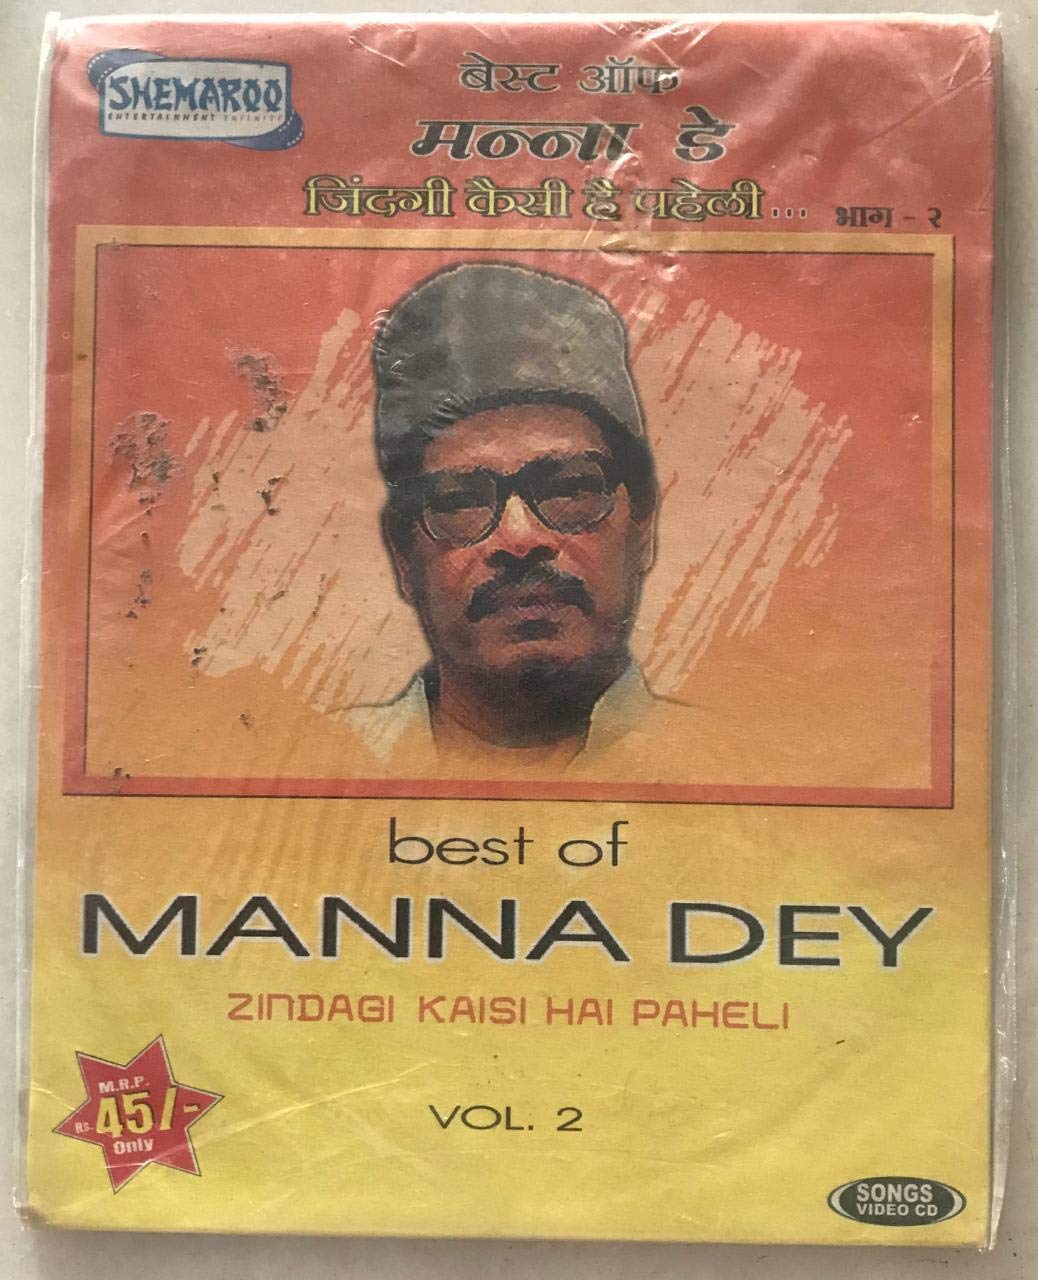 SHEMAROO
ENTERTAINMENT INFINITE
बेस्ट ऑफ
मन्ना डे
जिंदगी कैसी है पहेली... भाग - २
best of
MANNA DEY
ZINDAGI KAISI HAI PAHELI
VOL. 2
M.R.P.
Rs. 45/-
Only
SONGS
VIDEO CD